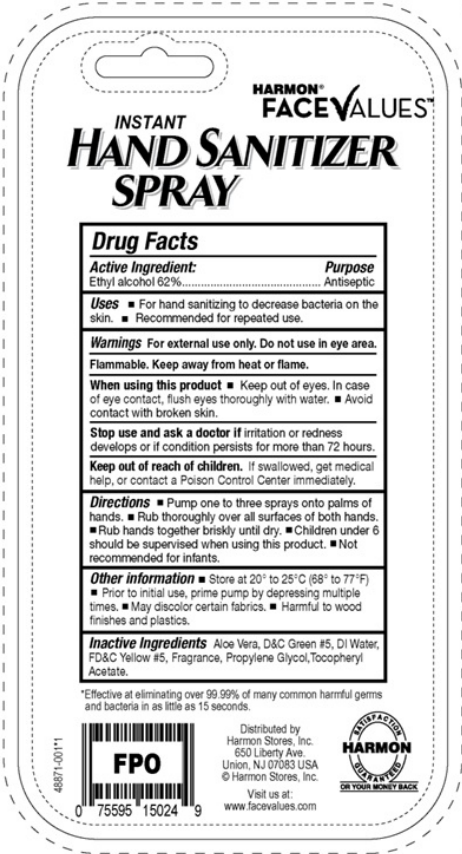 HARMON®
FACEVALUES™
INSTANT
HAND SANITIZER
SPRAY
Drug Facts
Active Ingredient: Purpose
Ethyl alcohol 62%............................................ Antiseptic
Uses ▪ For hand sanitizing to decrease bacteria on the
skin. ▪ Recommended for repeated use.
Warnings For external use only. Do not use in eye area.
Flammable. Keep away from heat or flame.
When using this product ▪ Keep out of eyes. In case
of eye contact, flush eyes thoroughly with water. ▪ Avoid
contact with broken skin.
Stop use and ask a doctor if irritation or redness
develops or if condition persists for more than 72 hours.
Keep out of reach of children. If swallowed, get medical
help, or contact a Poison Control Center immediately.
Directions ▪ Pump one to three sprays onto palms of
hands. ▪ Rub thoroughly over all surfaces of both hands.
▪ Rub hands together briskly until dry. ▪ Children under 6
should be supervised when using this product. ▪ Not
recommended for infants.
Other information ▪ Store at 20° to 25°C (68° to 77°F)
▪ Prior to initial use, prime pump by depressing multiple
times. ▪ May discolor certain fabrics. ▪ Harmful to wood
finishes and plastics.
Inactive Ingredients Aloe Vera, D&C Green #5, DI Water,
FD&C Yellow #5, Fragrance, Propylene Glycol,Tocopheryl
Acetate.
*Effective at eliminating over 99.99% of many common harmful germs
and bacteria in as little as 15 seconds.
48871-001*1
FPO
0 75595 15024 9
Distributed by
Harmon Stores, Inc.
650 Liberty Ave.
Union, NJ 07083 USA
© Harmon Stores, Inc.
Visit us at:
www.facevalues.com
SATISFACTION
HARMON
GUARANTEED
OR YOUR MONEY BACK